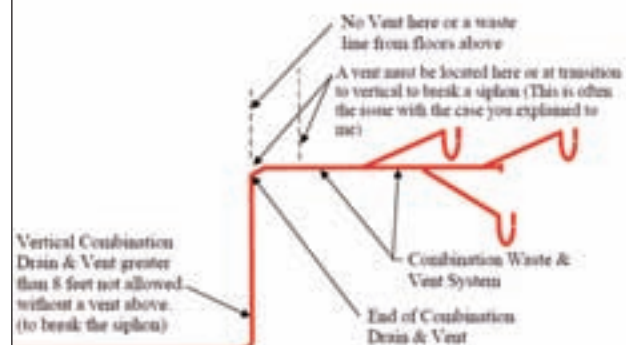 No Vent here or a waste
line from floors above
A vent must be located here or at transition
to vertical to break a siphon (This is often
the issue with the case you explained to
me)
Vertical Combination
Drain & Vent greater
than 8 feet not allowed
without a vent above.
(to break the siphon)
Combination Waste &
Vent System
End of Combination
Drain & Vent